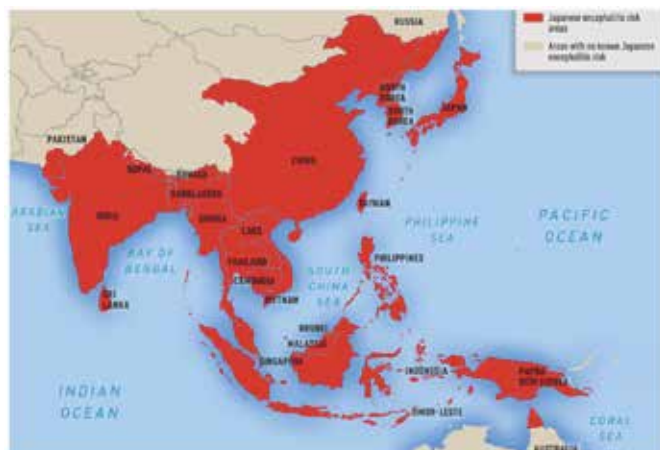 RUSSIA
Japanese encephalitis risk
areas
Areas with no known Japanese
encephalitis risk
NORTH
KOREA
SOUTH
KOREA
JAPAN
PAKISTAN
NEPAL
CHINA
BANGLADESH
TAIWAN
ARABIAN
SEA
INDIA
BURMA
LAOS
PHILIPPINE
SEA
PACIFIC
OCEAN
BAY OF
BENGAL
THAILAND
CAMBODIA
VIETNAM
SOUTH
CHINA
SEA
PHILIPPINES
SRI
LANKA
BRUNEI
MALAYSIA
SINGAPORE
INDONESIA
PAPUA
NEW GUINEA
INDIAN
OCEAN
TIMOR-LESTE
CORAL
SEA
AUSTRALIA